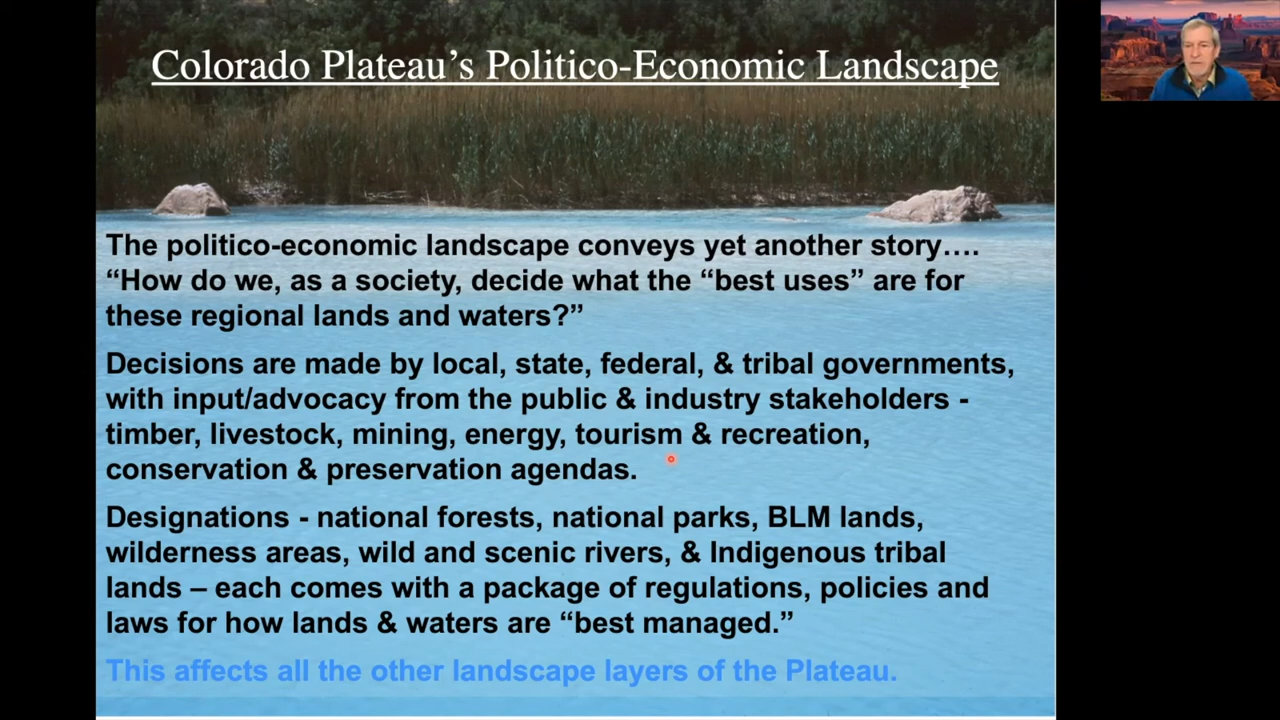 Colorado Plateau’s Politico-Economic Landscape
The politico-economic landscape conveys yet another story….
“How do we, as a society, decide what the “best uses” are for
these regional lands and waters?”
Decisions are made by local, state, federal, & tribal governments,
with input/advocacy from the public & industry stakeholders -
timber, livestock, mining, energy, tourism & recreation,
conservation & preservation agendas.
Designations - national forests, national parks, BLM lands,
wilderness areas, wild and scenic rivers, & Indigenous tribal
lands – each comes with a package of regulations, policies and
laws for how lands & waters are “best managed.”
This affects all the other landscape layers of the Plateau.